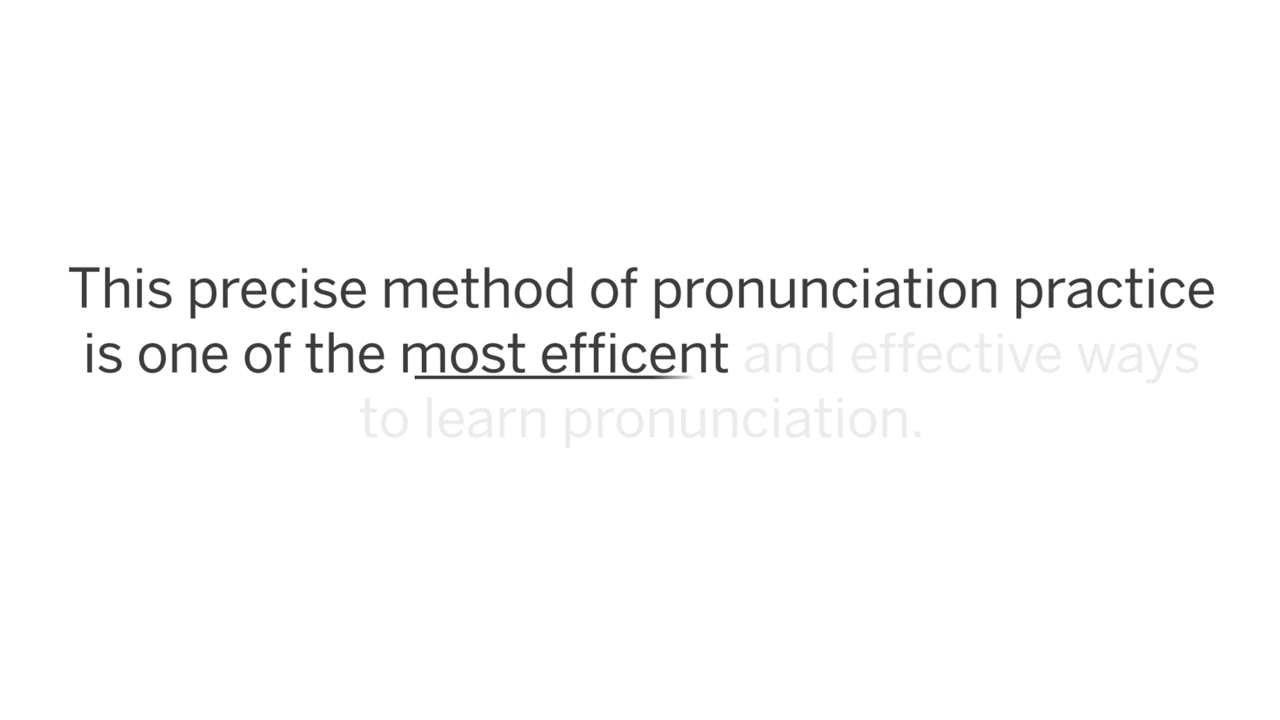 This precise method of pronunciation practice
is one of the most efficent and effective ways
to learn pronunciation.